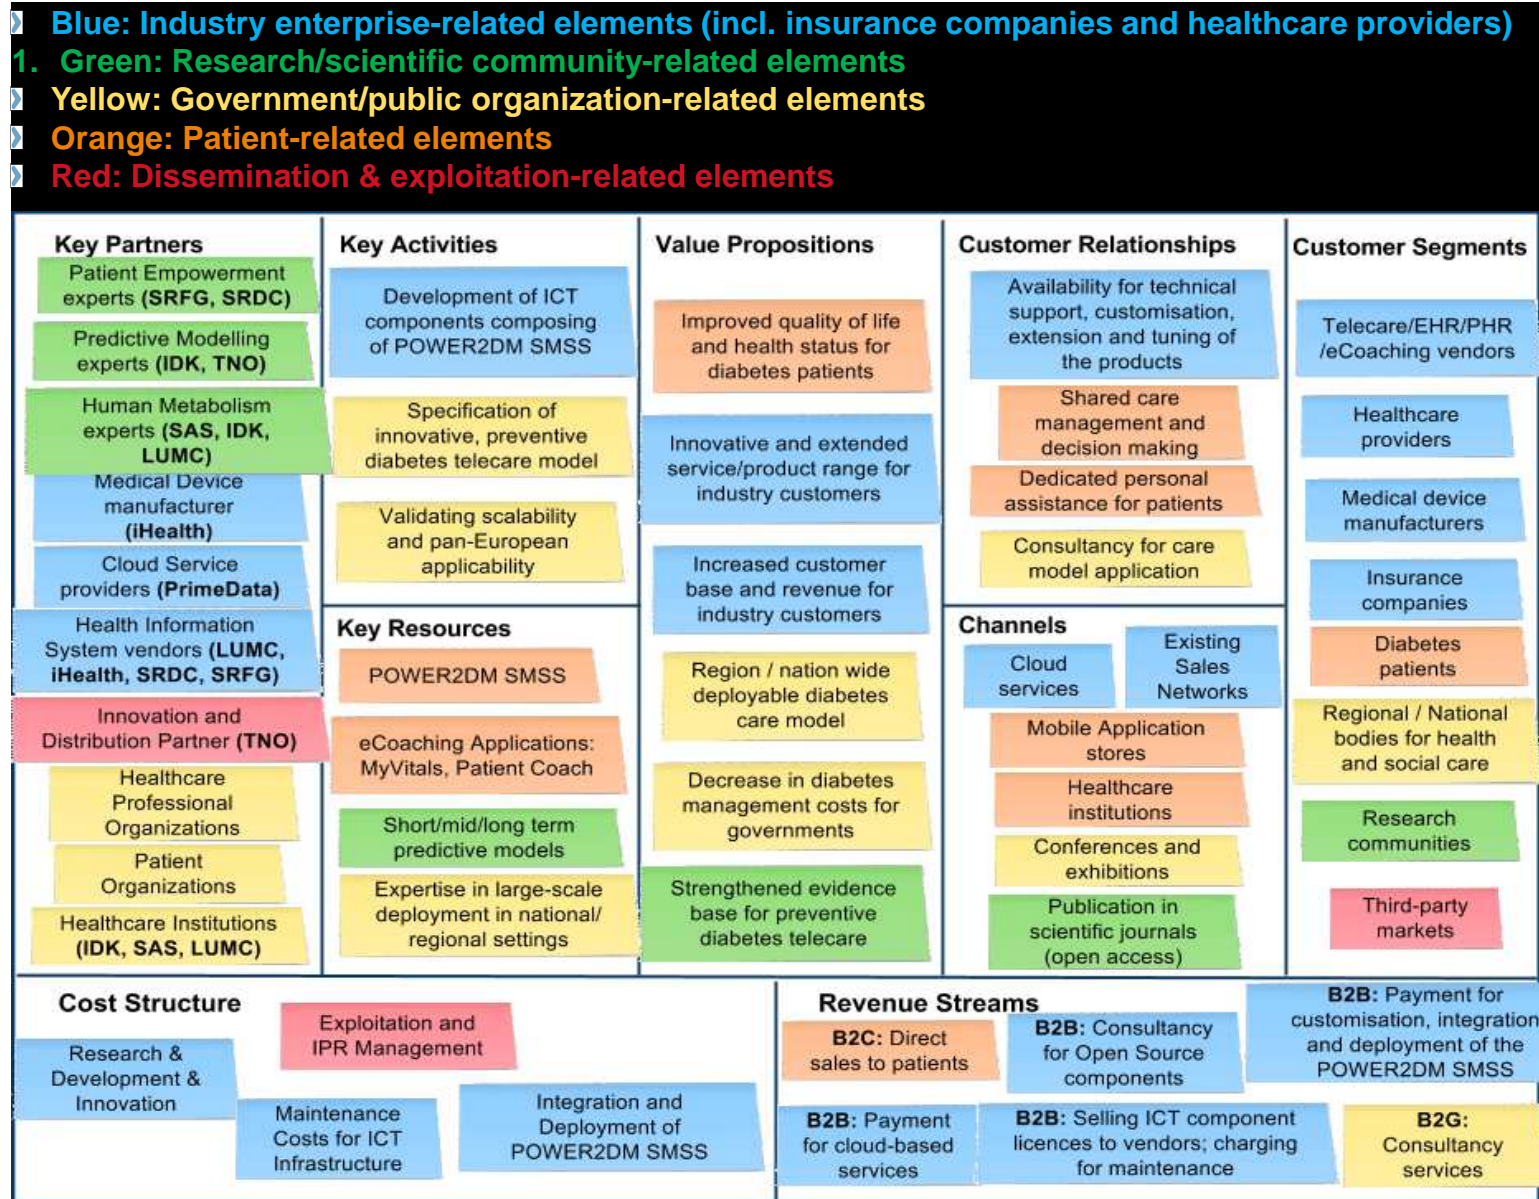 Blue: Industry enterprise-related elements (incl. insurance companies and healthcare providers)
1. Green: Research/scientific community-related elements
Yellow: Government/public organization-related elements
Orange: Patient-related elements
Red: Dissemination & exploitation-related elements
Key Partners
Patient Empowerment
experts (SRFG, SRDC)
Predictive Modelling
experts (IDK, TNO)
Human Metabolism
experts (SAS, IDK,
LUMC)
Medical Device
manufacturer
(iHealth)
Cloud Service
providers (PrimeData)
Health Information
System vendors (LUMC,
iHealth, SRDC, SRFG)
Innovation and
Distribution Partner (TNO)
Healthcare
Professional
Organizations
Patient
Organizations
Healthcare Institutions
(IDK, SAS, LUMC)
Key Activities
Development of ICT
components composing
of POWER2DM SMSS
Specification of
innovative, preventive
diabetes telecare model
Validating scalability
and pan-European
applicability
Key Resources
POWER2DM SMSS
eCoaching Applications:
MyVitals, Patient Coach
Short/mid/long term
predictive models
Expertise in large-scale
deployment in national/
regional settings
Value Propositions
Improved quality of life
and health status for
diabetes patients
Innovative and extended
service/product range for
industry customers
Increased customer
base and revenue for
industry customers
Region / nation wide
deployable diabetes
care model
Decrease in diabetes
management costs for
governments
Strengthened evidence
base for preventive
diabetes telecare
Customer Relationships
Availability for technical
support, customisation,
extension and tuning of
the products
Shared care
management and
decision making
Dedicated personal
assistance for patients
Consultancy for care
model application
Channels
Cloud
services
Existing
Sales
Networks
Mobile Application
stores
Healthcare
institutions
Conferences and
exhibitions
Publication in
scientific journals
(open access)
Customer Segments
Telecare/EHR/PHR
/eCoaching vendors
Healthcare
providers
Medical device
manufacturers
Insurance
companies
Diabetes
patients
Regional / National
bodies for health
and social care
Research
communities
Third-party
markets
Cost Structure
Research &
Development &
Innovation
Exploitation and
IPR Management
Maintenance
Costs for ICT
Infrastructure
Integration and
Deployment of
POWER2DM SMSS
Revenue Streams
B2C: Direct
sales to patients
B2B: Consultancy
for Open Source
components
B2B: Payment for
customisation, integration
and deployment of the
POWER2DM SMSS
B2B: Payment
for cloud-based
services
B2B: Selling ICT component
licences to vendors; charging
for maintenance
B2G:
Consultancy
services